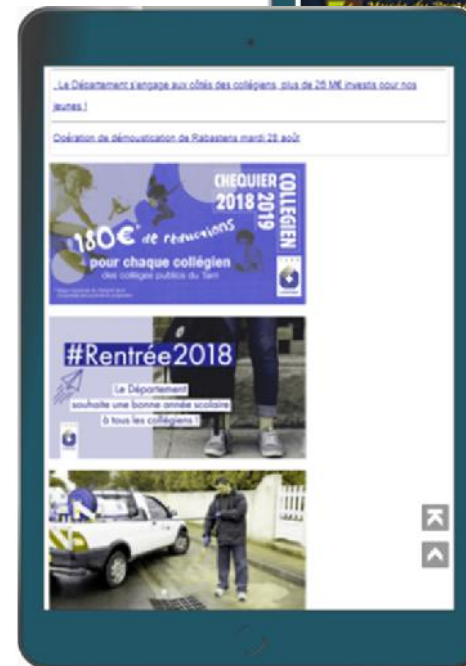 Le Département s'engage aux côtés des collégiens, plus de 25 M€ investis pour nos
jeunes !
Opération de démoustication de Rabastens mardi 28 août
CHEQUIER
2018 2019
COLLEGIEN
180€* de réductions
pour chaque collégien
des collèges publics du Tarn
#Rentrée2018
Le Département
souhaite une bonne année scolaire
à tous les collégiens !